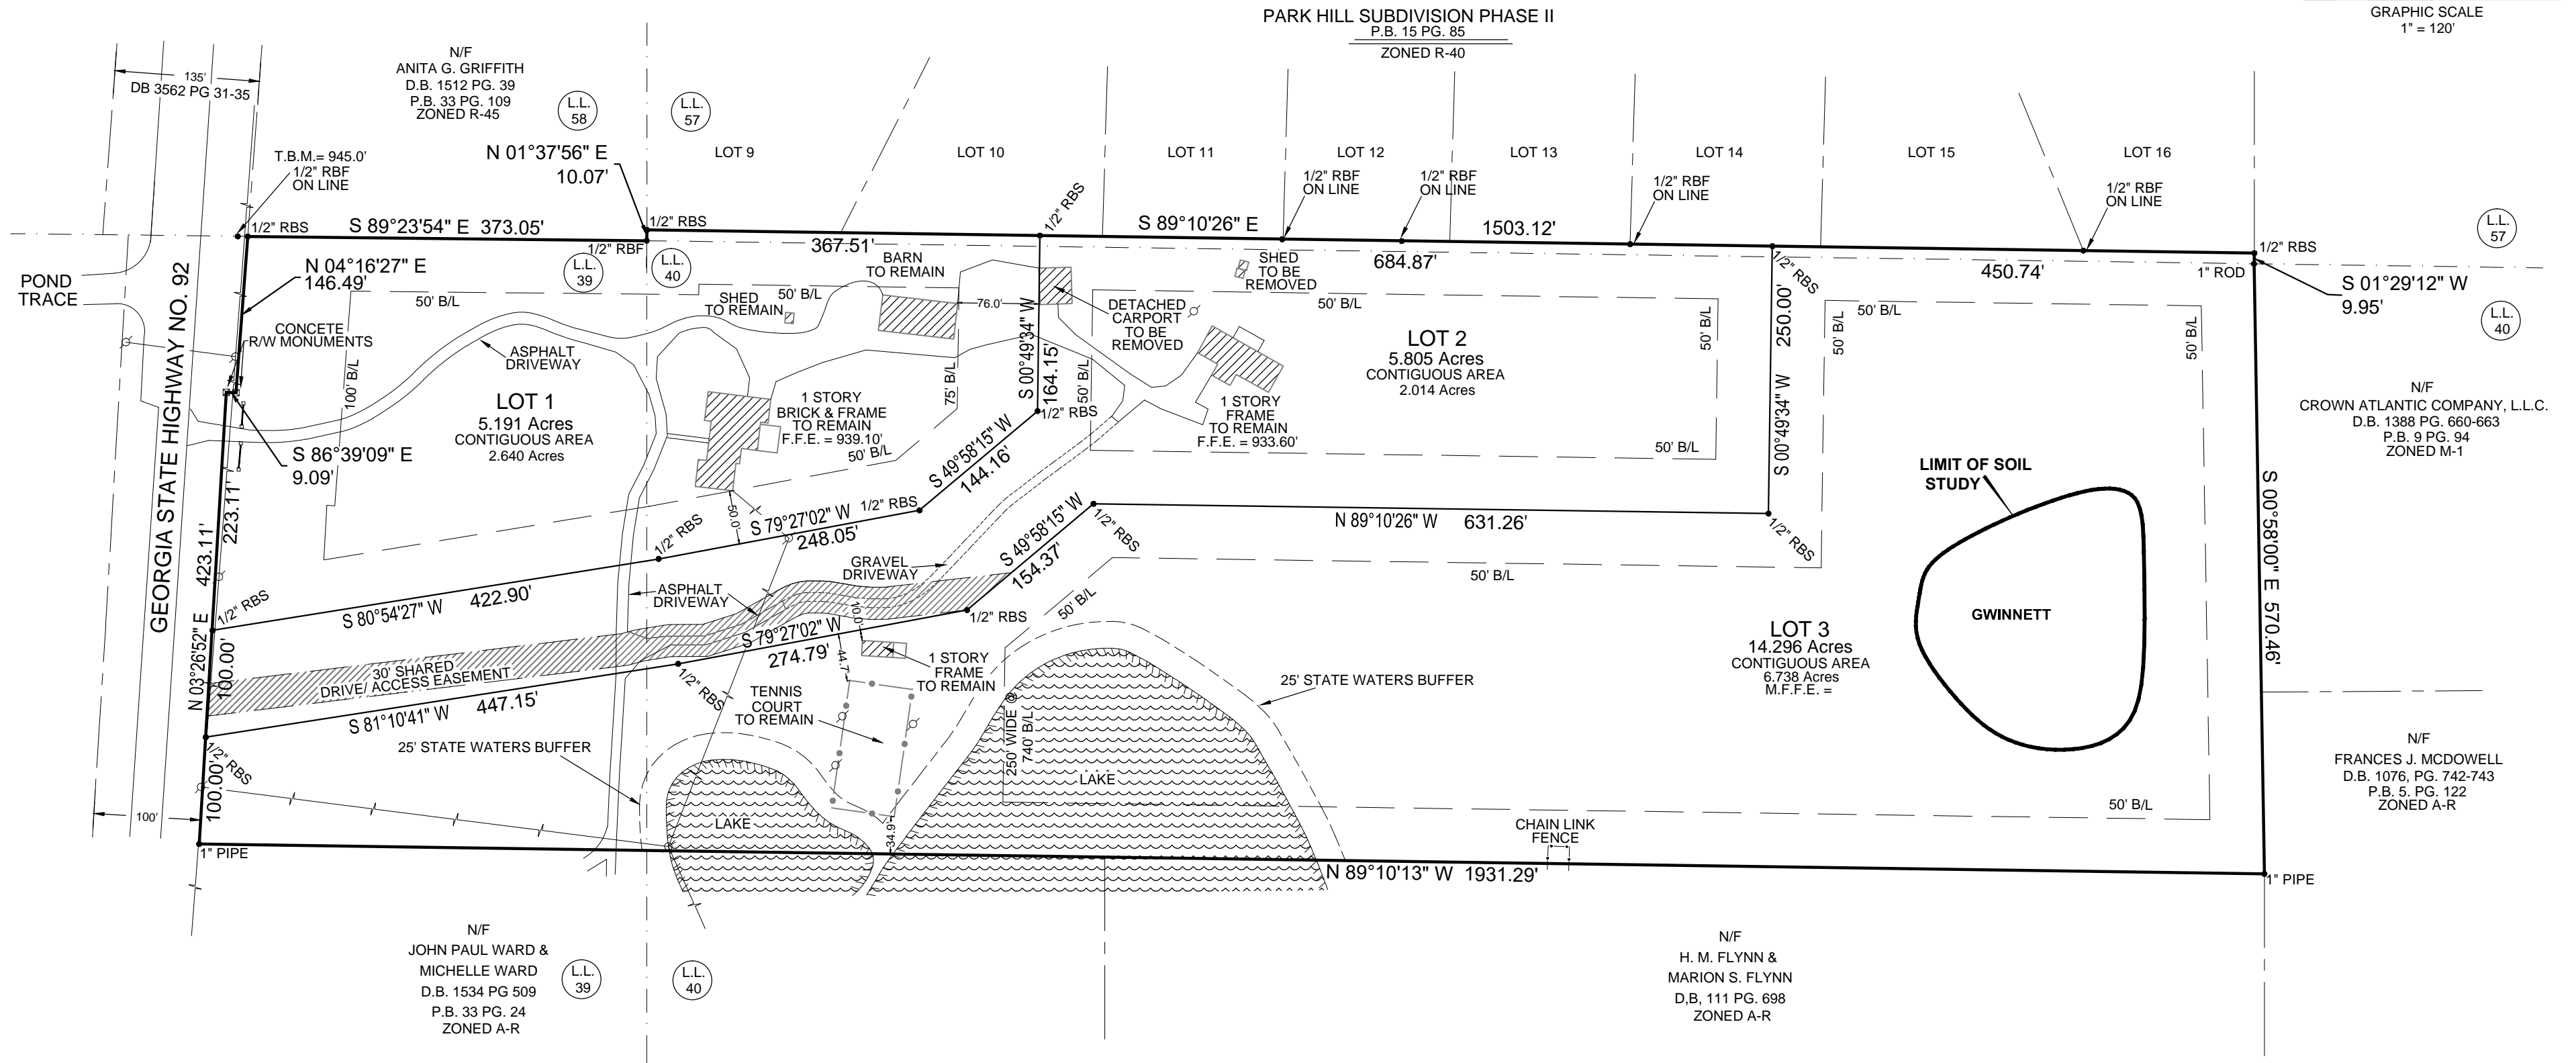 PARK HILL SUBDIVISION PHASE II
P.B. 15 PG. 85
ZONED R-40
GRAPHIC SCALE
1" = 120'
135'
DB 3562 PG 31-35
N/F
ANITA G. GRIFFITH
D.B. 1512 PG. 39
P.B. 33 PG. 109
ZONED R-45
L.L.
58
L.L.
57
T.B.M.= 945.0'
1/2" RBF
ON LINE
N 01°37'56" E
10.07'
LOT 9
LOT 10
LOT 11
LOT 12
LOT 13
LOT 14
LOT 15
LOT 16
1/2" RBF
ON LINE
1/2" RBF
ON LINE
1/2" RBF
ON LINE
1/2" RBF
ON LINE
L.L.
57
1/2" RBS
S 89°23'54" E 373.05'
1/2" RBF
1/2" RBS
367.51'
1/2" RBS
S 89°10'26" E
1503.12'
684.87'
450.74'
1/2" RBS
1" ROD
1/2" RBS
S 01°29'12" W
9.95'
L.L.
40
L.L.
39
L.L.
40
POND
TRACE
GEORGIA STATE HIGHWAY NO. 92
N 04°16'27" E
146.49'
CONCETE
R/W MONUMENTS
50' B/L
100' B/L
ASPHALT
DRIVEWAY
BARN
TO REMAIN
SHED
TO REMAIN
50' B/L
76.0'
S 00°49'34" W
164.15'
1/2" RBS
75' B/L
50' B/L
DETACHED
CARPORT
TO BE
REMOVED
SHED
TO BE
REMOVED
50' B/L
LOT 1
5.191 Acres
CONTIGUOUS AREA
2.640 Acres
1 STORY
BRICK & FRAME
TO REMAIN
F.F.E. = 939.10'
50' B/L
1 STORY
FRAME
TO REMAIN
F.F.E. = 933.60'
LOT 2
5.805 Acres
CONTIGUOUS AREA
2.014 Acres
50' B/L
50' B/L
S 00°49'34" W 250.00'
50' B/L
50' B/L
50' B/L
N/F
CROWN ATLANTIC COMPANY, L.L.C.
D.B. 1388 PG. 660-663
P.B. 9 PG. 94
ZONED M-1
S 86°39'09" E
9.09'
223.11'
423.11'
N 03°26'52" E
100.00'
100.00'
S 49°58'15" W
144.16'
1/2" RBS
S 79°27'02" W
248.05'
50.0'
1/2" RBS
1/2" RBS
S 80°54'27" W 422.90'
S 49°58'15" W
154.37'
1/2" RBS
N 89°10'26" W 631.26'
1/2" RBS
LIMIT OF SOIL
STUDY
GWINNETT
S 00°58'00" E 570.46'
50' B/L
50' B/L
GRAVEL
DRIVEWAY
ASPHALT
DRIVEWAY
10.0'
1/2" RBS
S 79°27'02" W
274.79'
44.7'
1/2" RBS
30' SHARED
DRIVE/ ACCESS EASEMENT
S 81°10'41" W 447.15'
1/2" RBS
1 STORY
FRAME
TO REMAIN
TENNIS
COURT
TO REMAIN
25' STATE WATERS BUFFER
25' STATE WATERS BUFFER
250' WIDE @
740' B/L
LOT 3
14.296 Acres
CONTIGUOUS AREA
6.738 Acres
M.F.F.E. =
N/F
FRANCES J. MCDOWELL
D.B. 1076, PG. 742-743
P.B. 5. PG. 122
ZONED A-R
100'
1" PIPE
LAKE
LAKE
34.9'
50' B/L
CHAIN LINK
FENCE
N 89°10'13" W 1931.29'
1" PIPE
N/F
JOHN PAUL WARD &
MICHELLE WARD
D.B. 1534 PG 509
P.B. 33 PG. 24
ZONED A-R
L.L.
39
L.L.
40
N/F
H. M. FLYNN &
MARION S. FLYNN
D,B, 111 PG. 698
ZONED A-R